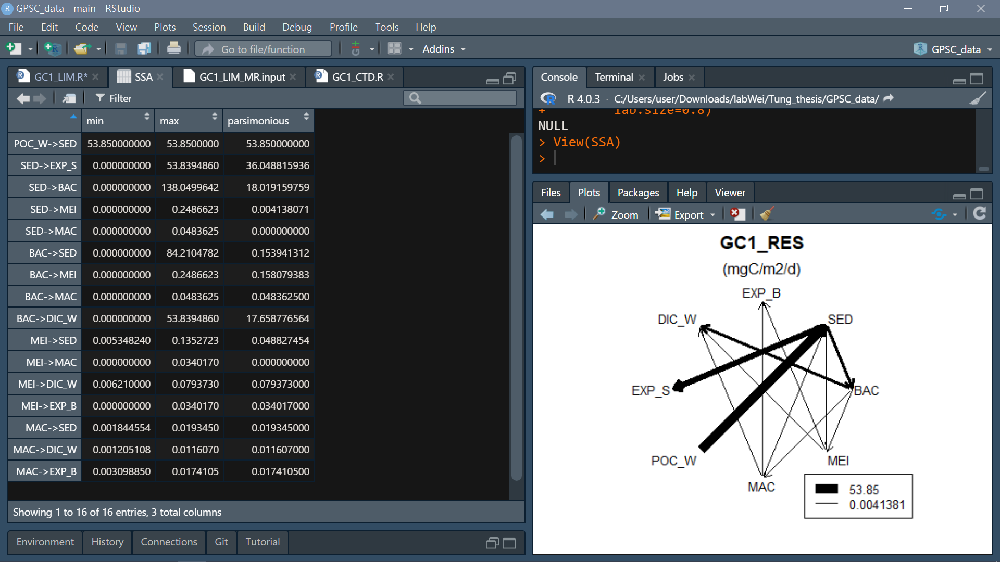 GPSC_data - main - RStudio
File Edit Code View Plots Session Build Debug Profile Tools Help
Go to file/function Addins GPSC_data
GC1_LIM.R* SSA GC1_LIM_MR.input GC1_CTD.R
Filter
min max parsimonious
POC_W->SED 53.850000000 53.8500000 53.850000000
SED->EXP_S 0.000000000 53.8394860 36.048815936
SED->BAC 0.000000000 138.0499642 18.019159759
SED->MEI 0.000000000 0.2486623 0.004138071
SED->MAC 0.000000000 0.0483625 0.000000000
BAC->SED 0.000000000 84.2104782 0.153941312
BAC->MEI 0.000000000 0.2486623 0.158079383
BAC->MAC 0.000000000 0.0483625 0.048362500
BAC->DIC_W 0.000000000 53.8394860 17.658776564
MEI->SED 0.005348240 0.1352723 0.048827454
MEI->MAC 0.000000000 0.0340170 0.000000000
MEI->DIC_W 0.006210000 0.0793730 0.079373000
MEI->EXP_B 0.000000000 0.0340170 0.034017000
MAC->SED 0.001844554 0.0193450 0.019345000
MAC->DIC_W 0.001205108 0.0116070 0.011607000
MAC->EXP_B 0.003098850 0.0174105 0.017410500
Showing 1 to 16 of 16 entries, 3 total columns
Environment History Connections Git Tutorial
Console Terminal Jobs
R 4.0.3 · C:/Users/user/Downloads/labWei/Tung_thesis/GPSC_data/
+ lab.size=0.8)
NULL
> View(SSA)
>
Files Plots Packages Help Viewer
Zoom Export
GC1_RES
(mgC/m2/d)
EXP_B
DIC_W SED
EXP_S BAC
POC_W MEI
MAC
53.85
0.0041381